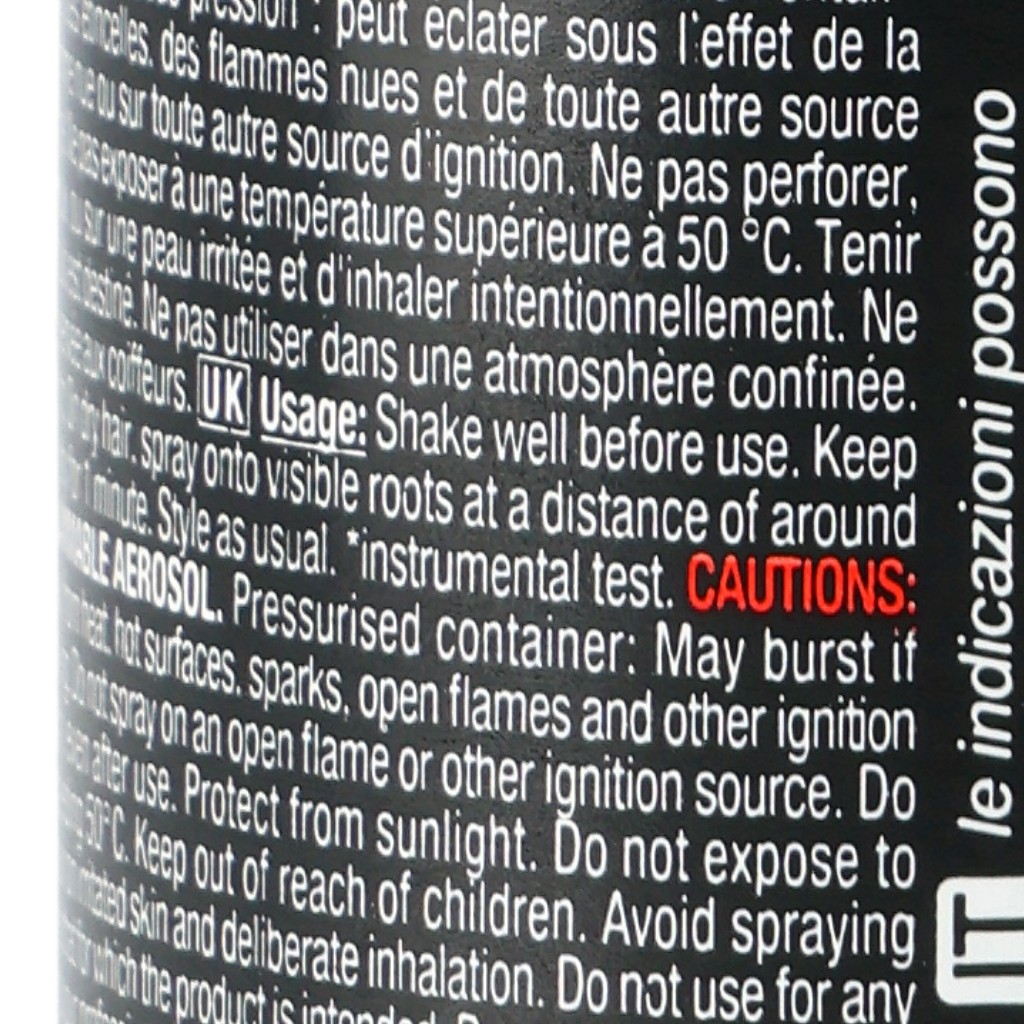 pression : peut éclater sous l'effet de la
étincelles, des flammes nues et de toute autre source
ou sur toute autre source d'ignition. Ne pas perforer,
pas exposer à une température supérieure à 50 °C. Tenir
sur une peau irritée et d'inhaler intentionnellement. Ne
est destiné. Ne pas utiliser dans une atmosphère confinée.
aux coiffeurs. UK Usage: Shake well before use. Keep
dry hair, spray onto visible roots at a distance of around
1 minute. Style as usual. *instrumental test. CAUTIONS:
AEROSOL. Pressurised container: May burst if
heat, hot surfaces, sparks, open flames and other ignition
Do not spray on an open flame or other ignition source. Do
after use. Protect from sunlight. Do not expose to
50°C. Keep out of reach of children. Avoid spraying
irritated skin and deliberate inhalation. Do not use for any
for which the product is intended.
IT le indicazioni possono